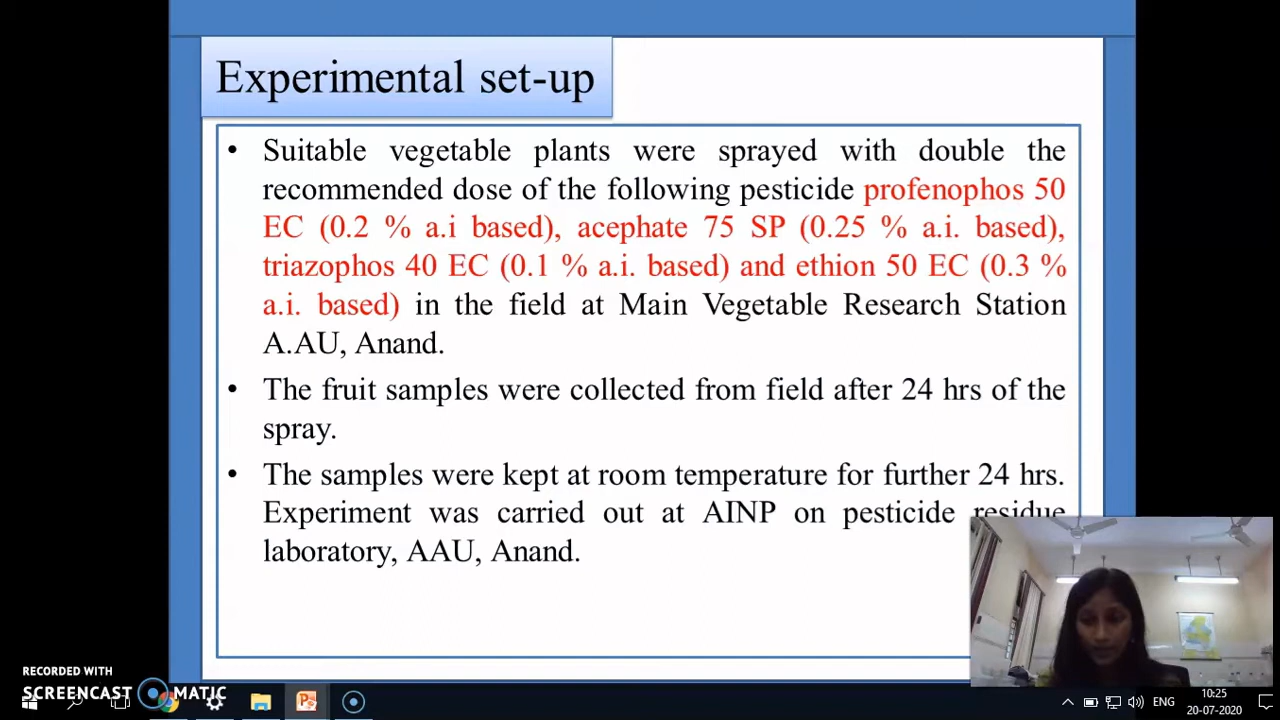 Experimental set-up
• Suitable vegetable plants were sprayed with double the
recommended dose of the following pesticide profenophos 50
EC (0.2 % a.i based), acephate 75 SP (0.25 % a.i. based),
triazophos 40 EC (0.1 % a.i. based) and ethion 50 EC (0.3 %
a.i. based) in the field at Main Vegetable Research Station
A.AU, Anand.
• The fruit samples were collected from field after 24 hrs of the
spray.
• The samples were kept at room temperature for further 24 hrs.
Experiment was carried out at AINP on pesticide residue
laboratory, AAU, Anand.
RECORDED WITH
SCREENCAST MATIC
ENG
10:25
20-07-2020